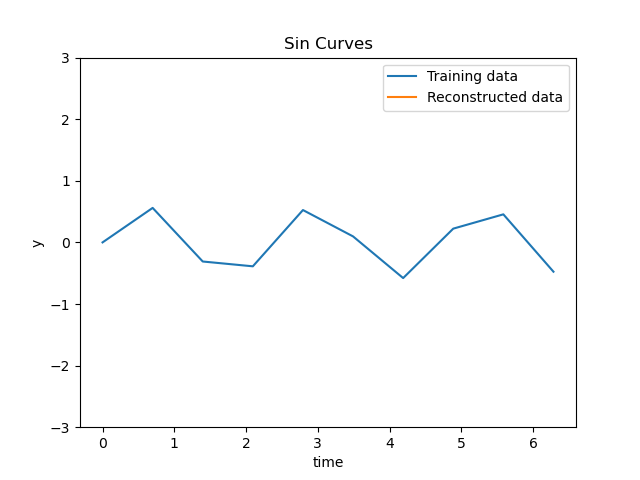 Sin Curves
Training data
Reconstructed data
3
2
1
0
−1
−2
−3
y
0 1 2 3 4 5 6
time